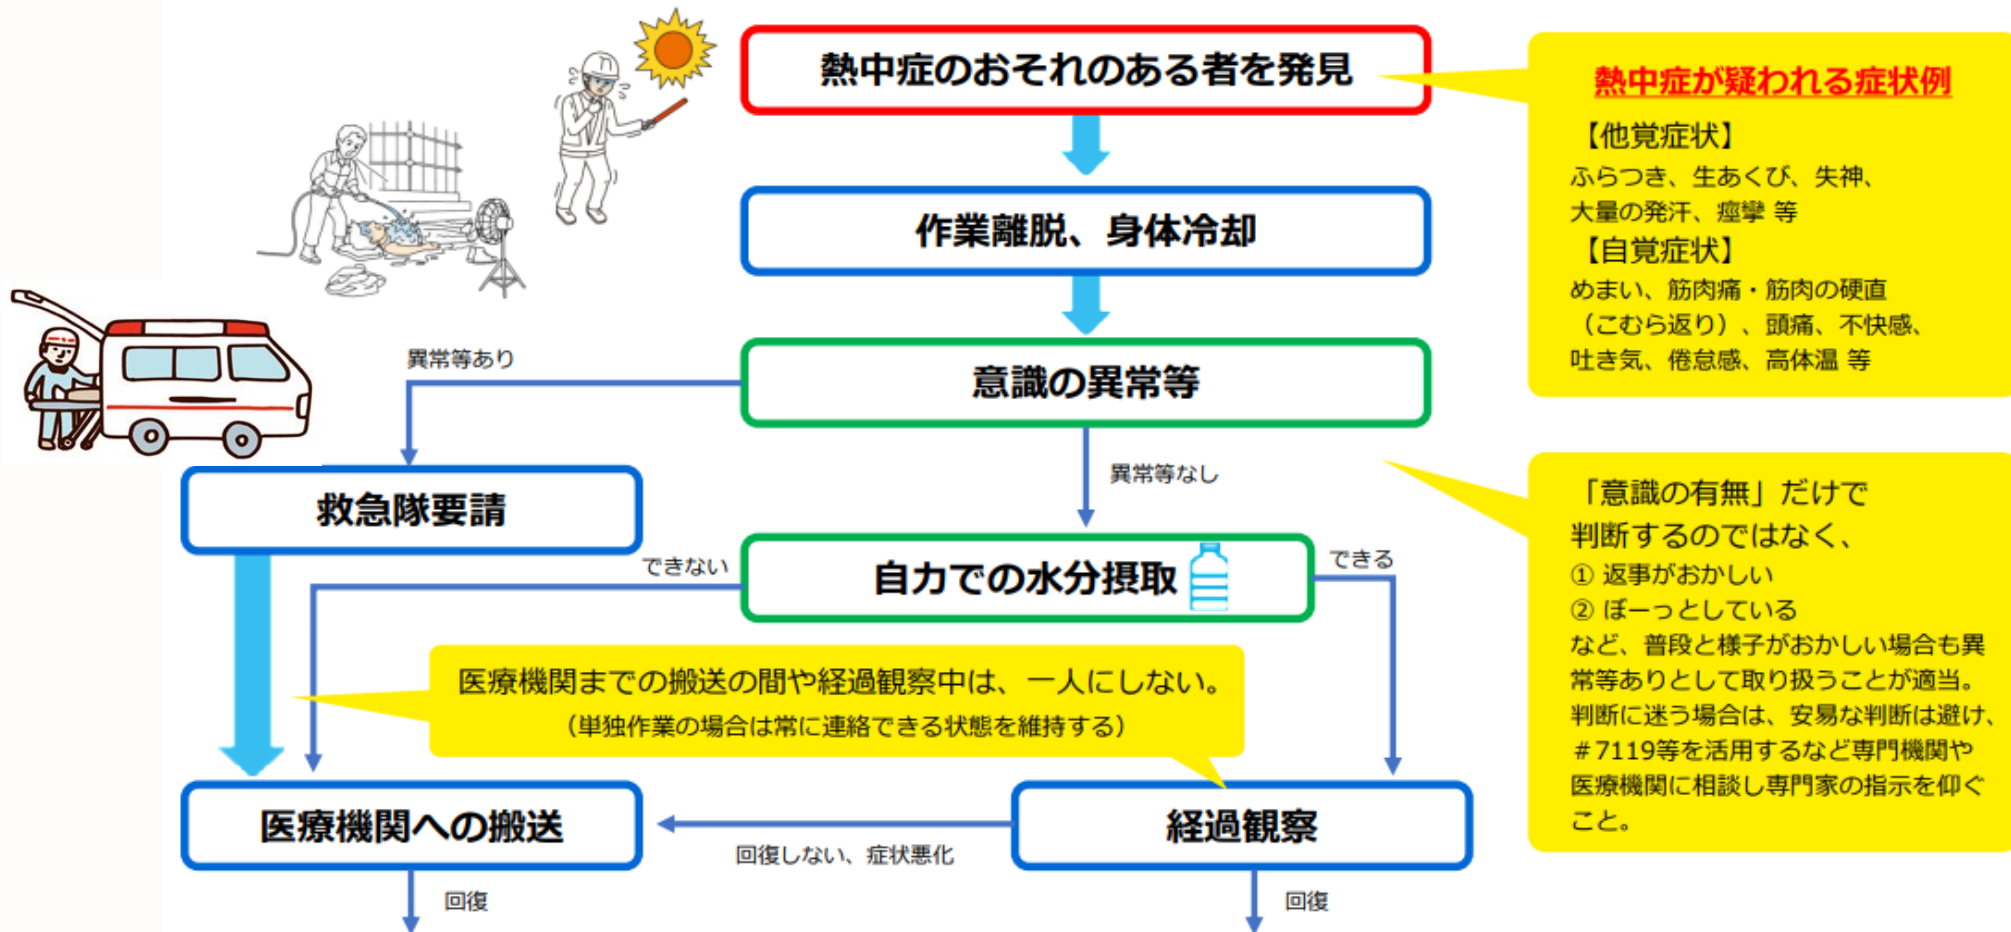 熱中症のおそれのある者を発見
作業離脱、身体冷却
意識の異常等
異常等あり
異常等なし
救急隊要請
自力での水分摂取
できない
できる
医療機関までの搬送の間や経過観察中は、一人にしない。
（単独作業の場合は常に連絡できる状態を維持する）
医療機関への搬送
経過観察
回復しない、症状悪化
回復
回復
熱中症が疑われる症状例
【他覚症状】
ふらつき、生あくび、失神、
大量の発汗、痙攣 等
【自覚症状】
めまい、筋肉痛・筋肉の硬直
（こむら返り）、頭痛、不快感、
吐き気、倦怠感、高体温 等
「意識の有無」だけで
判断するのではなく、
① 返事がおかしい
② ぼーっとしている
など、普段と様子がおかしい場合も異
常等ありとして取り扱うことが適当。
判断に迷う場合は、安易な判断は避け、
＃7119等を活用するなど専門機関や
医療機関に相談し専門家の指示を仰ぐ
こと。